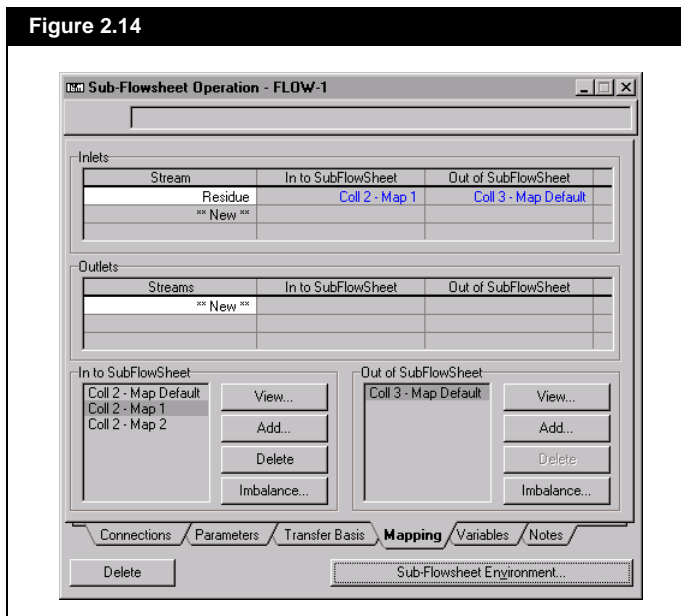 Figure 2.14
Sub-Flowsheet Operation - FLOW-1
Inlets
Stream In to SubFlowSheet Out of SubFlowSheet
Residue Coll 2 - Map 1 Coll 3 - Map Default
** New **
Outlets
Streams In to SubFlowSheet Out of SubFlowSheet
** New **
In to SubFlowSheet Out of SubFlowSheet
Coll 2 - Map Default View... Coll 3 - Map Default View...
Coll 2 - Map 1
Coll 2 - Map 2 Add... Add...
Delete Delete
Imbalance... Imbalance...
Connections Parameters Transfer Basis Mapping Variables Notes
Delete Sub-Flowsheet Environment...